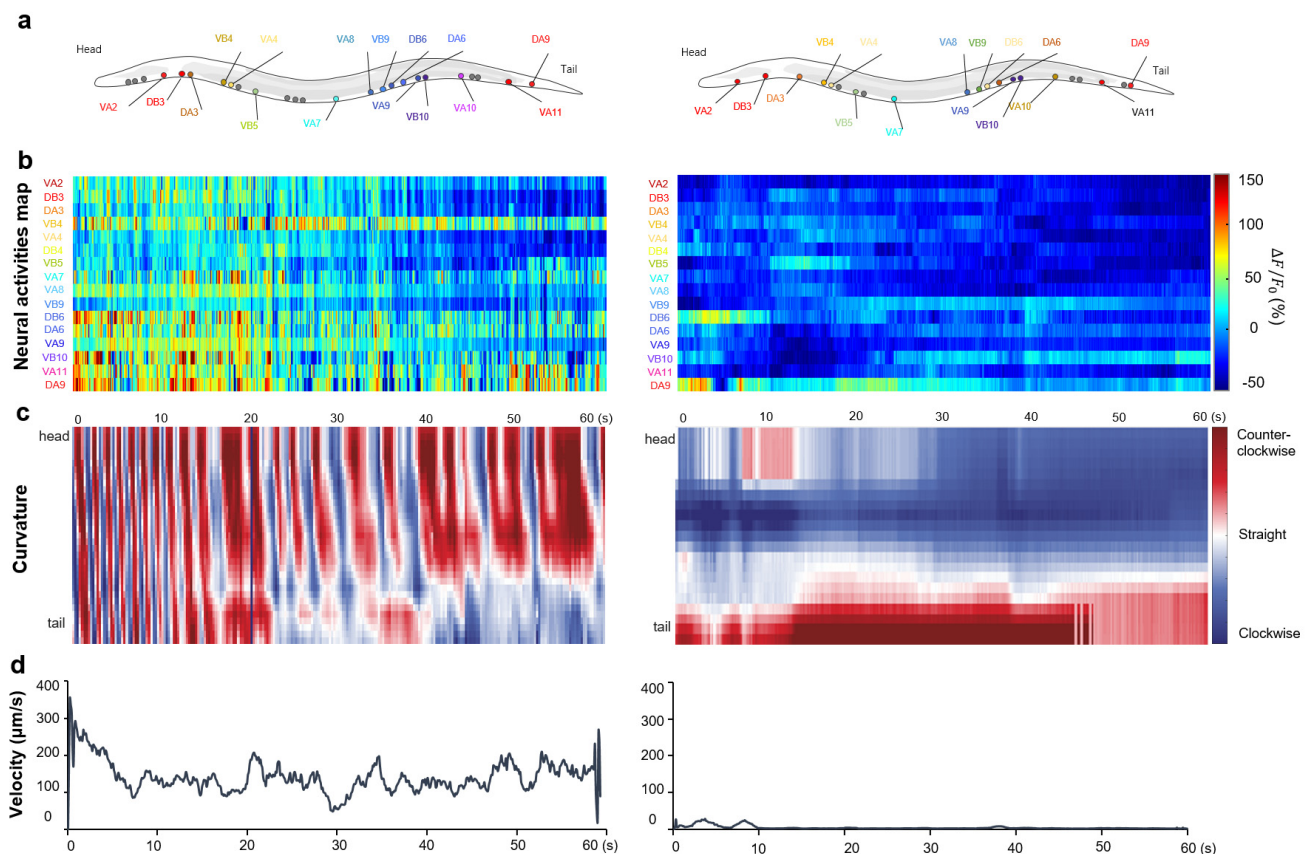 a
Head
VB4 VA4 VA8 VB9 DB6 DA6 DA9
Tail
VA2 DB3 DA3 VB5 VA7 VA9 VB10 VA10 VA11
Head
VB4 VA4 VA8 VB9 DB6 DA6 DA9
Tail
VA2 DB3 DA3 VB5 VA7 VA9 VB10 VA10 VA11
b
Neural activities map
VA2
DB3
DA3
VB4
VA4
DB4
VB5
VA7
VA8
VB9
DB6
DA6
VA9
VB10
VA11
DA9
VA2
DB3
DA3
VB4
VA4
DB4
VB5
VA7
VA8
VB9
DB6
DA6
VA9
VB10
VA11
DA9
150
100
50
0
-50
ΔF/F0 (%)
c
Curvature
0 10 20 30 40 50 60 (s)
head
tail
0 10 20 30 40 50 60 (s)
head
tail
Counter-
clockwise
Straight
Clockwise
d
Velocity (μm/s)
400
300
200
100
0
0 10 20 30 40 50 60 (s)
400
300
200
100
0
0 10 20 30 40 50 60 (s)